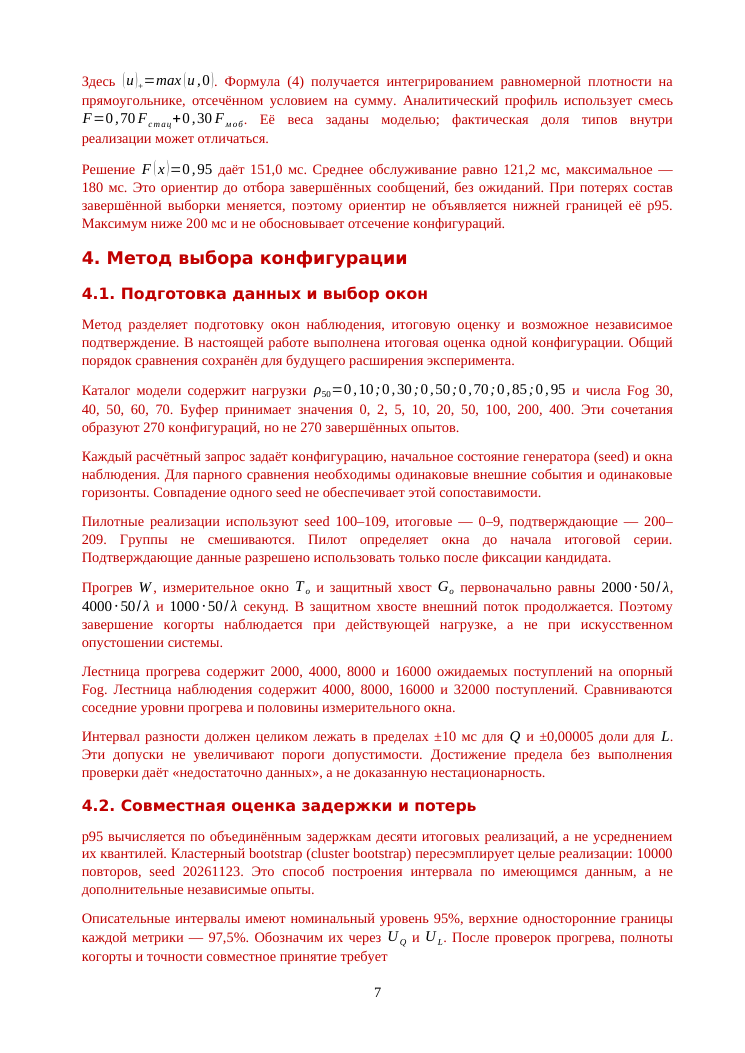 Здесь (u)₊=max(u,0). Формула (4) получается интегрированием равномерной плотности на
прямоугольнике, отсечённом условием на сумму. Аналитический профиль использует смесь
F=0,70 F стац +0,30 F моб. Её веса заданы моделью; фактическая доля типов внутри
реализации может отличаться.
Решение F(x)=0,95 даёт 151,0 мс. Среднее обслуживание равно 121,2 мс, максимальное —
180 мс. Это ориентир до отбора завершённых сообщений, без ожиданий. При потерях состав
завершённой выборки меняется, поэтому ориентир не объявляется нижней границей её p95.
Максимум ниже 200 мс и не обосновывает отсечение конфигураций.
4. Метод выбора конфигурации
4.1. Подготовка данных и выбор окон
Метод разделяет подготовку окон наблюдения, итоговую оценку и возможное независимое
подтверждение. В настоящей работе выполнена итоговая оценка одной конфигурации. Общий
порядок сравнения сохранён для будущего расширения эксперимента.
Каталог модели содержит нагрузки ρ₅₀=0,10;0,30;0,50;0,70;0,85;0,95 и числа Fog 30,
40, 50, 60, 70. Буфер принимает значения 0, 2, 5, 10, 20, 50, 100, 200, 400. Эти сочетания
образуют 270 конфигураций, но не 270 завершённых опытов.
Каждый расчётный запрос задаёт конфигурацию, начальное состояние генератора (seed) и окна
наблюдения. Для парного сравнения необходимы одинаковые внешние события и одинаковые
горизонты. Совпадение одного seed не обеспечивает этой сопоставимости.
Пилотные реализации используют seed 100–109, итоговые — 0–9, подтверждающие — 200–
209. Группы не смешиваются. Пилот определяет окна до начала итоговой серии.
Подтверждающие данные разрешено использовать только после фиксации кандидата.
Прогрев W, измерительное окно T о и защитный хвост G о первоначально равны 2000·50/λ,
4000·50/λ и 1000·50/λ секунд. В защитном хвосте внешний поток продолжается. Поэтому
завершение когорты наблюдается при действующей нагрузке, а не при искусственном
опустошении системы.
Лестница прогрева содержит 2000, 4000, 8000 и 16000 ожидаемых поступлений на опорный
Fog. Лестница наблюдения содержит 4000, 8000, 16000 и 32000 поступлений. Сравниваются
соседние уровни прогрева и половины измерительного окна.
Интервал разности должен целиком лежать в пределах ±10 мс для Q и ±0,00005 доли для L.
Эти допуски не увеличивают пороги допустимости. Достижение предела без выполнения
проверки даёт «недостаточно данных», а не доказанную нестационарность.
4.2. Совместная оценка задержки и потерь
p95 вычисляется по объединённым задержкам десяти итоговых реализаций, а не усреднением
их квантилей. Кластерный bootstrap (cluster bootstrap) пересэмплирует целые реализации: 10000
повторов, seed 20261123. Это способ построения интервала по имеющимся данным, а не
дополнительные независимые опыты.
Описательные интервалы имеют номинальный уровень 95%, верхние односторонние границы
каждой метрики — 97,5%. Обозначим их через U Q и U L. После проверок прогрева, полноты
когорты и точности совместное принятие требует
7